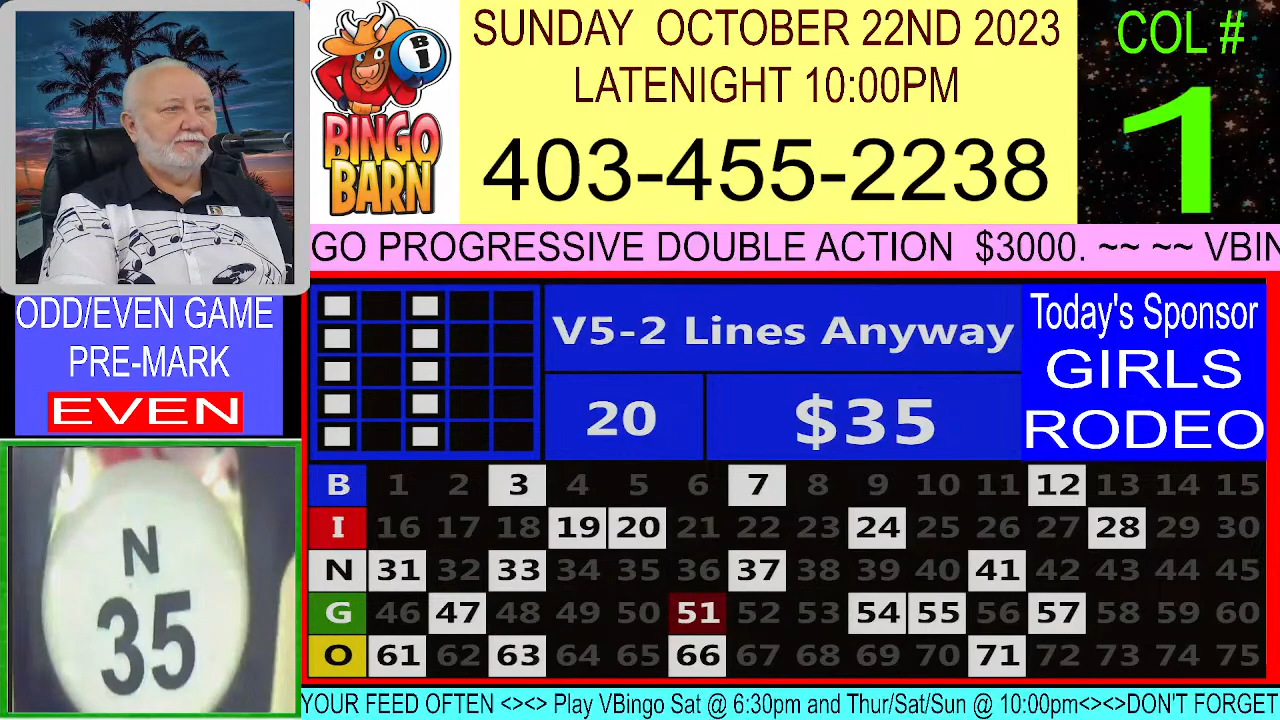 BI
BINGO
BARN
SUNDAY OCTOBER 22ND 2023
LATENIGHT 10:00PM
403-455-2238
COL #
1
GO PROGRESSIVE DOUBLE ACTION $3000. ~~ ~~ VBIN
ODD/EVEN GAME
PRE-MARK
EVEN
V5-2 Lines Anyway
20
$35
Today's Sponsor
GIRLS
RODEO
N
35
B 1 2 3 4 5 6 7 8 9 10 11 12 13 14 15
I 16 17 18 19 20 21 22 23 24 25 26 27 28 29 30
N 31 32 33 34 35 36 37 38 39 40 41 42 43 44 45
G 46 47 48 49 50 51 52 53 54 55 56 57 58 59 60
O 61 62 63 64 65 66 67 68 69 70 71 72 73 74 75
YOUR FEED OFTEN <><> Play VBingo Sat @ 6:30pm and Thur/Sat/Sun @ 10:00pm<><>DON'T FORGET